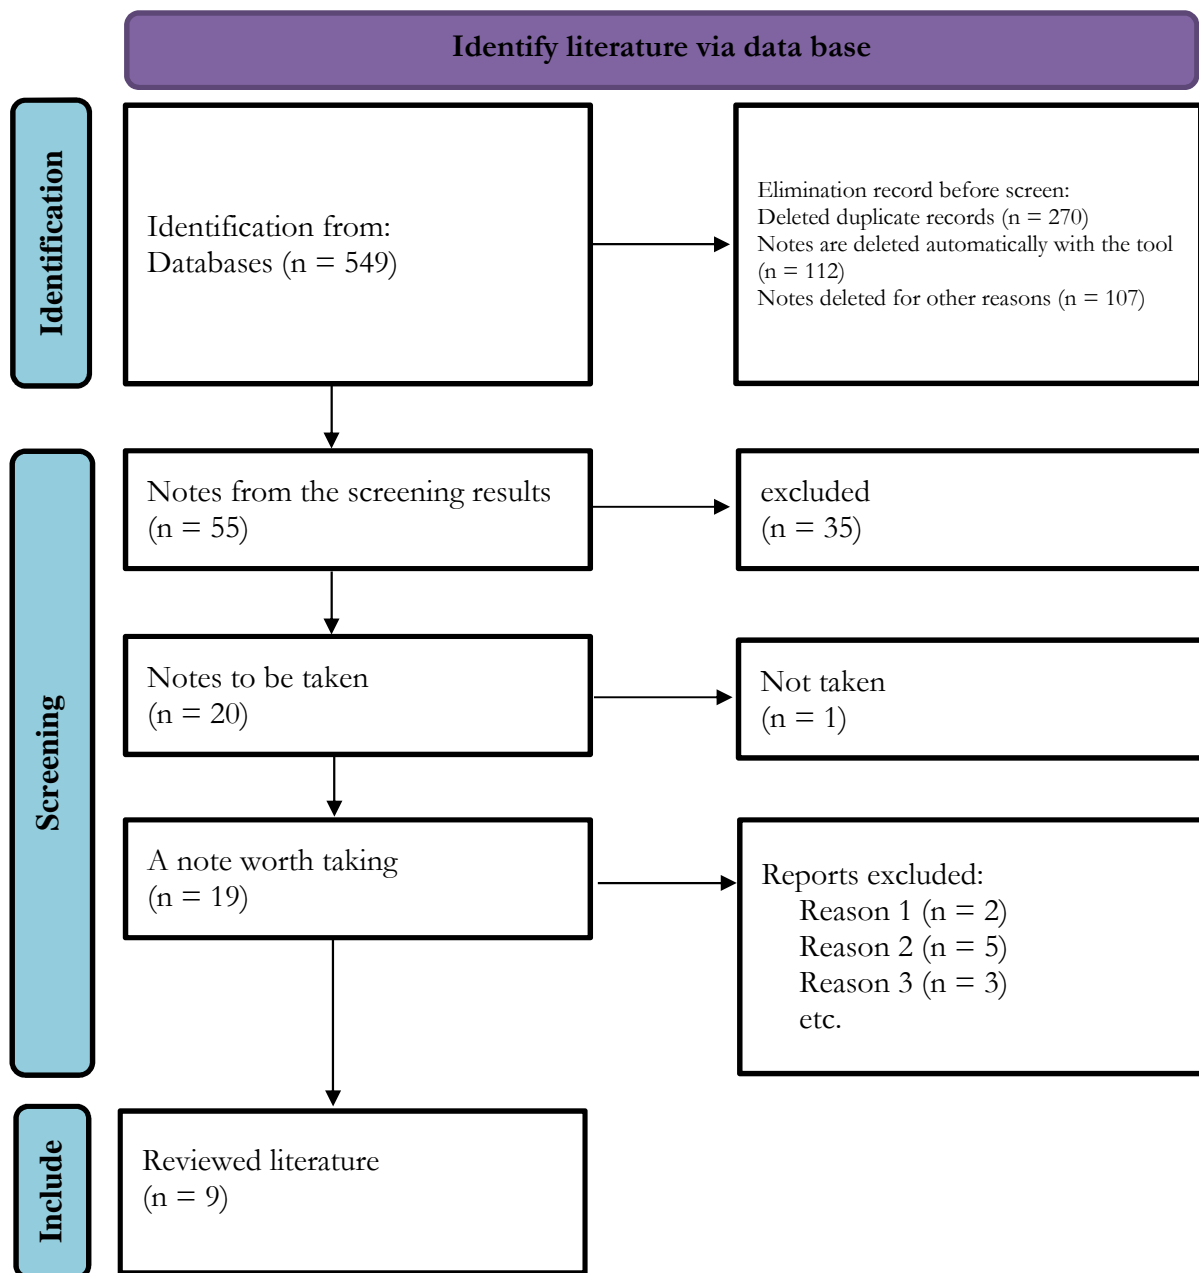 Identify literature via data base
Identification
Identification from:
Databases (n = 549)
Elimination record before screen:
Deleted duplicate records (n = 270)
Notes are deleted automatically with the tool
(n = 112)
Notes deleted for other reasons (n = 107)
Screening
Notes from the screening results
(n = 55)
excluded
(n = 35)
Notes to be taken
(n = 20)
Not taken
(n = 1)
A note worth taking
(n = 19)
Reports excluded:
Reason 1 (n = 2)
Reason 2 (n = 5)
Reason 3 (n = 3)
etc.
Include
Reviewed literature
(n = 9)